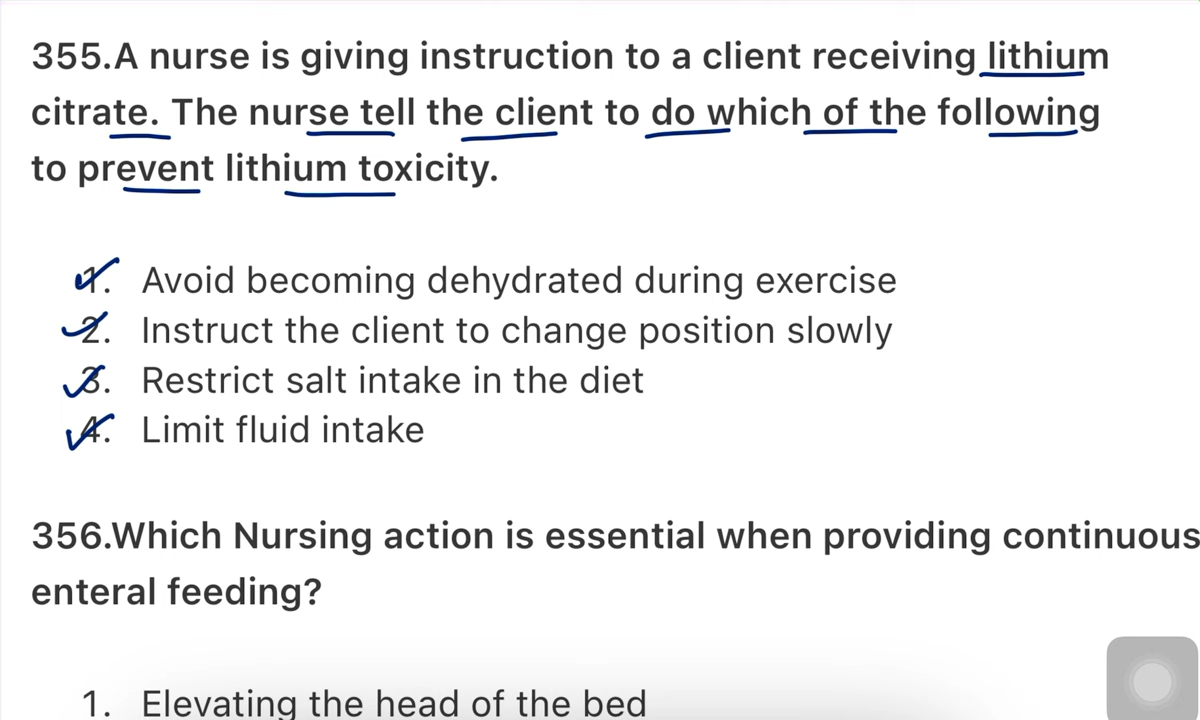 355.A nurse is giving instruction to a client receiving lithium
citrate. The nurse tell the client to do which of the following
to prevent lithium toxicity.
1. Avoid becoming dehydrated during exercise
2. Instruct the client to change position slowly
3. Restrict salt intake in the diet
4. Limit fluid intake
356.Which Nursing action is essential when providing continuous
enteral feeding?
1. Elevating the head of the bed